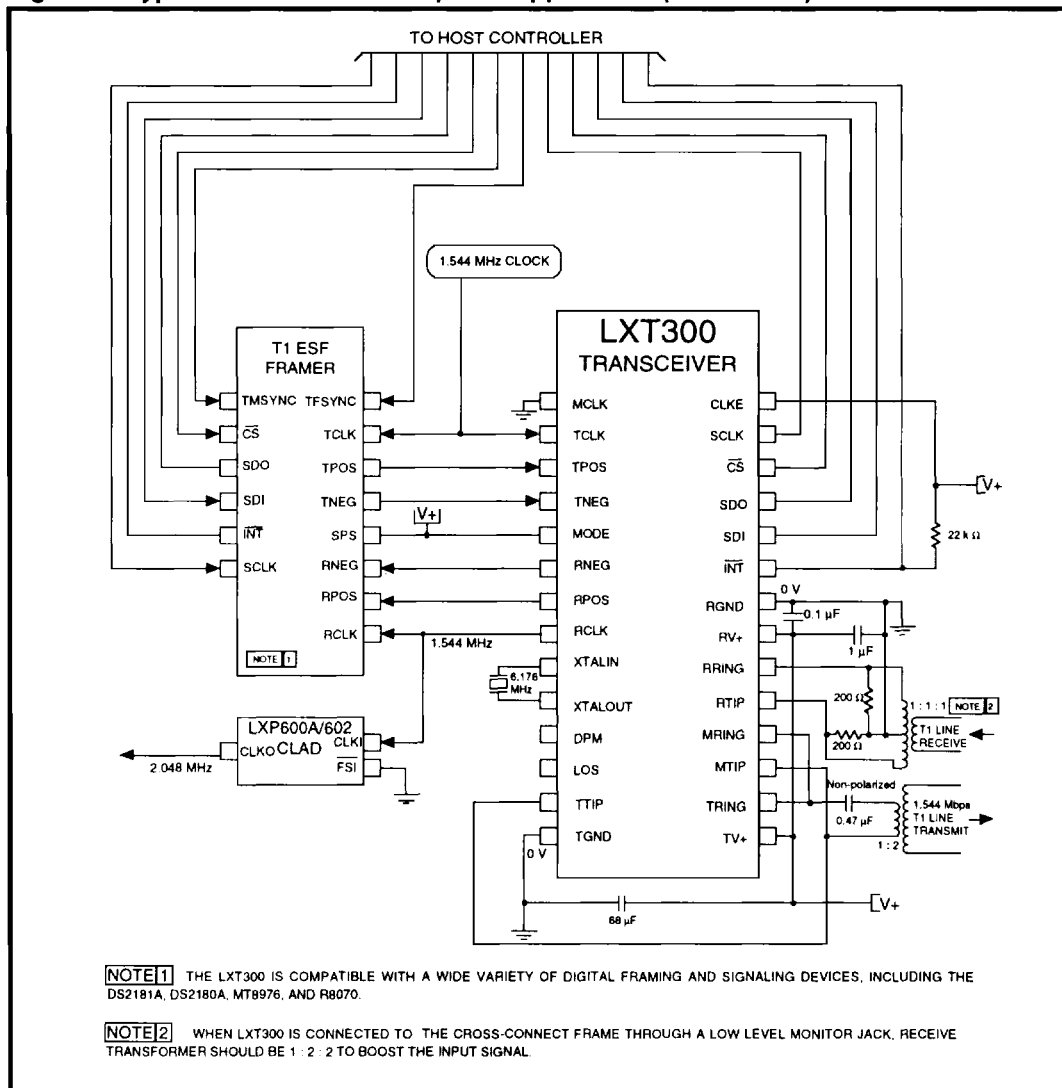 TO HOST CONTROLLER
1.544 MHz CLOCK
T1 ESF
FRAMER
TMSYNC TFSYNC
CS TCLK
SDO TPOS
SDI TNEG
INT SPS
SCLK RNEG
RPOS
RCLK
NOTE 1
V+
1.544 MHz
LXP600A/602
CLAD
CLKO
CLKI
FSI
2.048 MHz
6.176
MHz
LXT300
TRANSCEIVER
MCLK CLKE
TCLK SCLK
TPOS CS
TNEG SDO
MODE SDI
RNEG INT
RPOS RGND
RCLK RV+
XTALIN RRING
XTALOUT RTIP
DPM MRING
LOS MTIP
TTIP TRING
TGND TV+
0 V
68 µF
V+
V+
22 k Ω
0 V
0.1 µF
1 µF
200 Ω
200 Ω
1 : 1 : 1 NOTE 2
T1 LINE
RECEIVE
Non-polarized
0.47 µF
1.544 Mbps
T1 LINE
TRANSMIT
1 : 2
NOTE 1 THE LXT300 IS COMPATIBLE WITH A WIDE VARIETY OF DIGITAL FRAMING AND SIGNALING DEVICES, INCLUDING THE
DS2181A, DS2180A, MT8976, AND R8070.
NOTE 2 WHEN LXT300 IS CONNECTED TO THE CROSS-CONNECT FRAME THROUGH A LOW LEVEL MONITOR JACK, RECEIVE
TRANSFORMER SHOULD BE 1 : 2 : 2 TO BOOST THE INPUT SIGNAL.